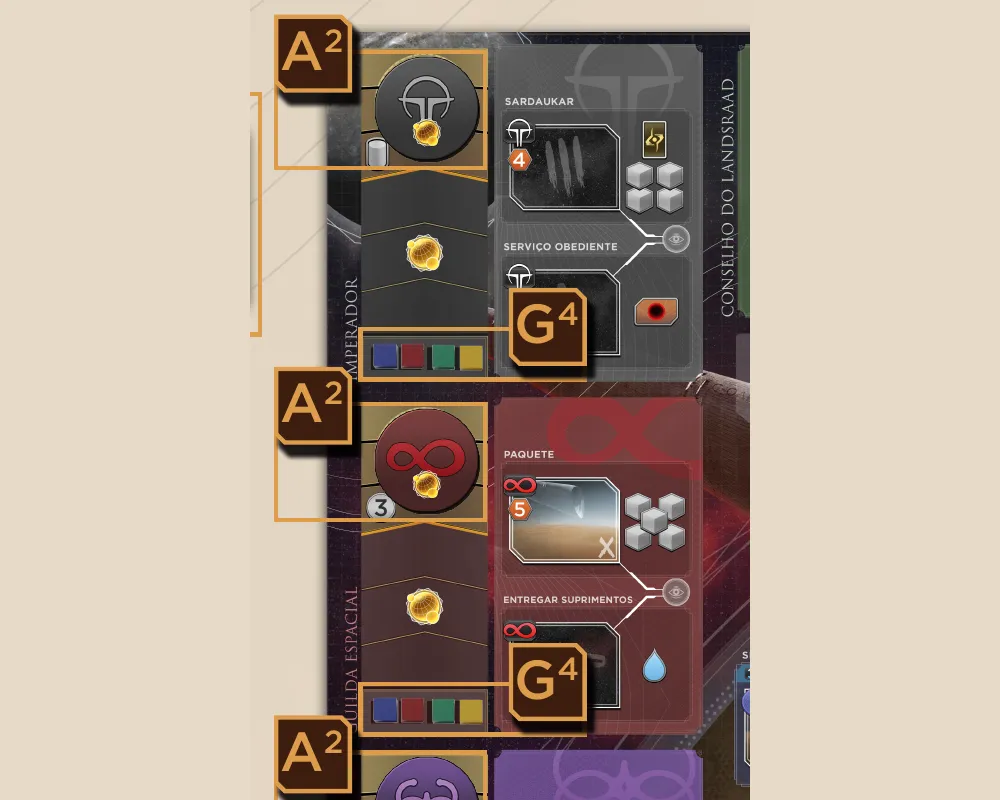 A²
SARDAUKAR
4
SERVIÇO OBEDIENTE
CONSELHO DO LANDSRAAD
G⁴
IMPERADOR
A²
PAQUETE
5
X
3
ENTREGAR SUPRIMENTOS
GUILDA ESPACIAL
G⁴
A²